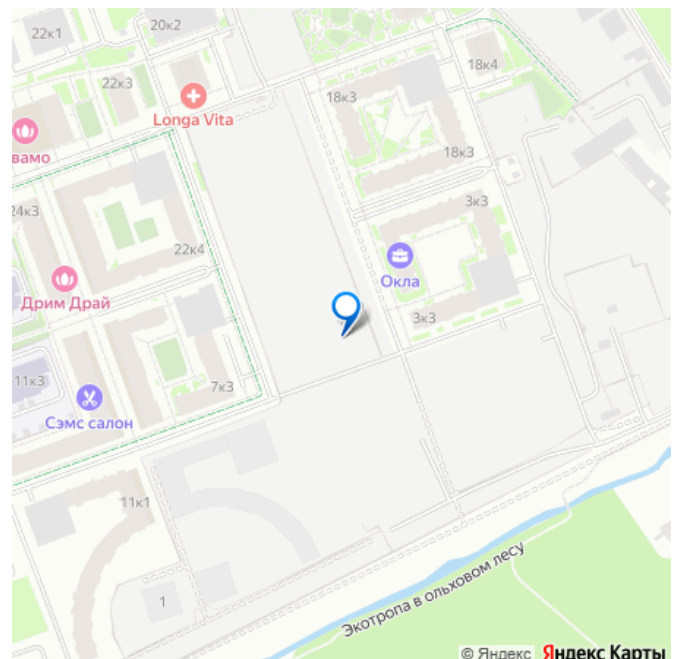 22к1
20к2
22к3
18к4
Longa Vita
18к3
вамо
18к3
24к3
3к3
22к4
Окла
Дрим Драй
3к3
11к3
7к3
Сэмс салон
11к1
1
Экотропа в ольховом лесу
© Яндекс Яндекс Карты